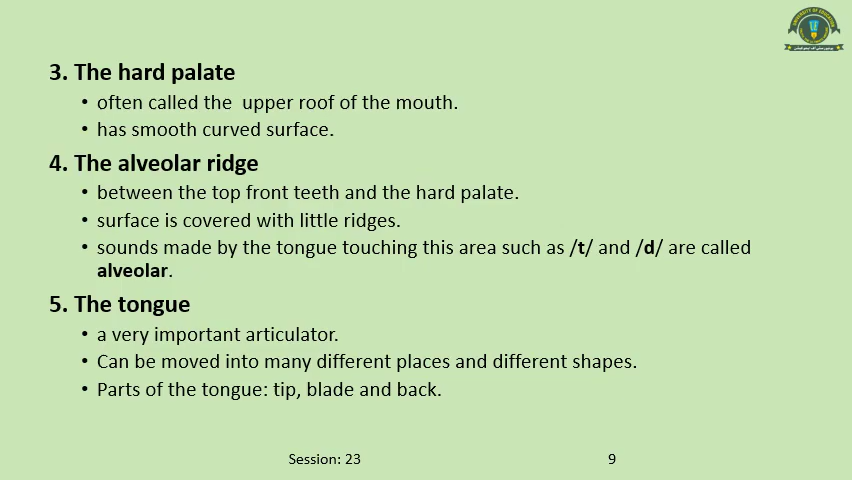 3. The hard palate
• often called the  upper roof of the mouth.
• has smooth curved surface.
4. The alveolar ridge
• between the top front teeth and the hard palate.
• surface is covered with little ridges.
• sounds made by the tongue touching this area such as /t/ and /d/ are called
alveolar.
5. The tongue
• a very important articulator.
• Can be moved into many different places and different shapes.
• Parts of the tongue: tip, blade and back.
Session: 23
9
UNIVERSITY OF EDUCATION